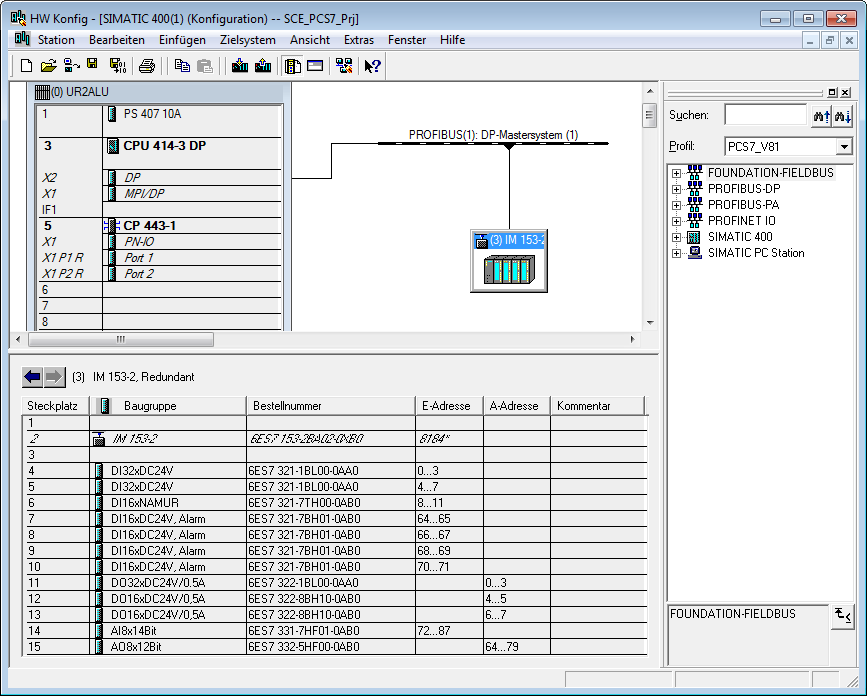 HW Konfig - [SIMATIC 400(1) (Konfiguration) -- SCE_PCS7_Prj]
Station Bearbeiten Einfügen Zielsystem Ansicht Extras Fenster Hilfe
(0) UR2ALU
1 PS 407 10A
3 CPU 414-3 DP
X2 DP
X1 MPI/DP
IF1
5 CP 443-1
X1 PN-IO
X1 P1 R Port 1
X1 P2 R Port 2
6
7
8
PROFIBUS(1): DP-Mastersystem (1)
(3) IM 153-2
Suchen:
Profil: PCS7_V81
FOUNDATION-FIELDBUS
PROFIBUS-DP
PROFIBUS-PA
PROFINET IO
SIMATIC 400
SIMATIC PC Station
(3) IM 153-2, Redundant
Steckplatz Baugruppe Bestellnummer E-Adresse A-Adresse Kommentar
1
2 IM 153-2 6ES7 153-2BA02-0XB0 8184*
3
4 DI32xDC24V 6ES7 321-1BL00-0AA0 0...3
5 DI32xDC24V 6ES7 321-1BL00-0AA0 4...7
6 DI16xNAMUR 6ES7 321-7TH00-0AB0 8...11
7 DI16xDC24V, Alarm 6ES7 321-7BH01-0AB0 64...65
8 DI16xDC24V, Alarm 6ES7 321-7BH01-0AB0 66...67
9 DI16xDC24V, Alarm 6ES7 321-7BH01-0AB0 68...69
10 DI16xDC24V, Alarm 6ES7 321-7BH01-0AB0 70...71
11 DO32xDC24V/0.5A 6ES7 322-1BL00-0AA0 0...3
12 DO16xDC24V/0,5A 6ES7 322-8BH10-0AB0 4...5
13 DO16xDC24V/0,5A 6ES7 322-8BH10-0AB0 6...7
14 AI8x14Bit 6ES7 331-7HF01-0AB0 72...87
15 AO8x12Bit 6ES7 332-5HF00-0AB0 64...79
FOUNDATION-FIELDBUS